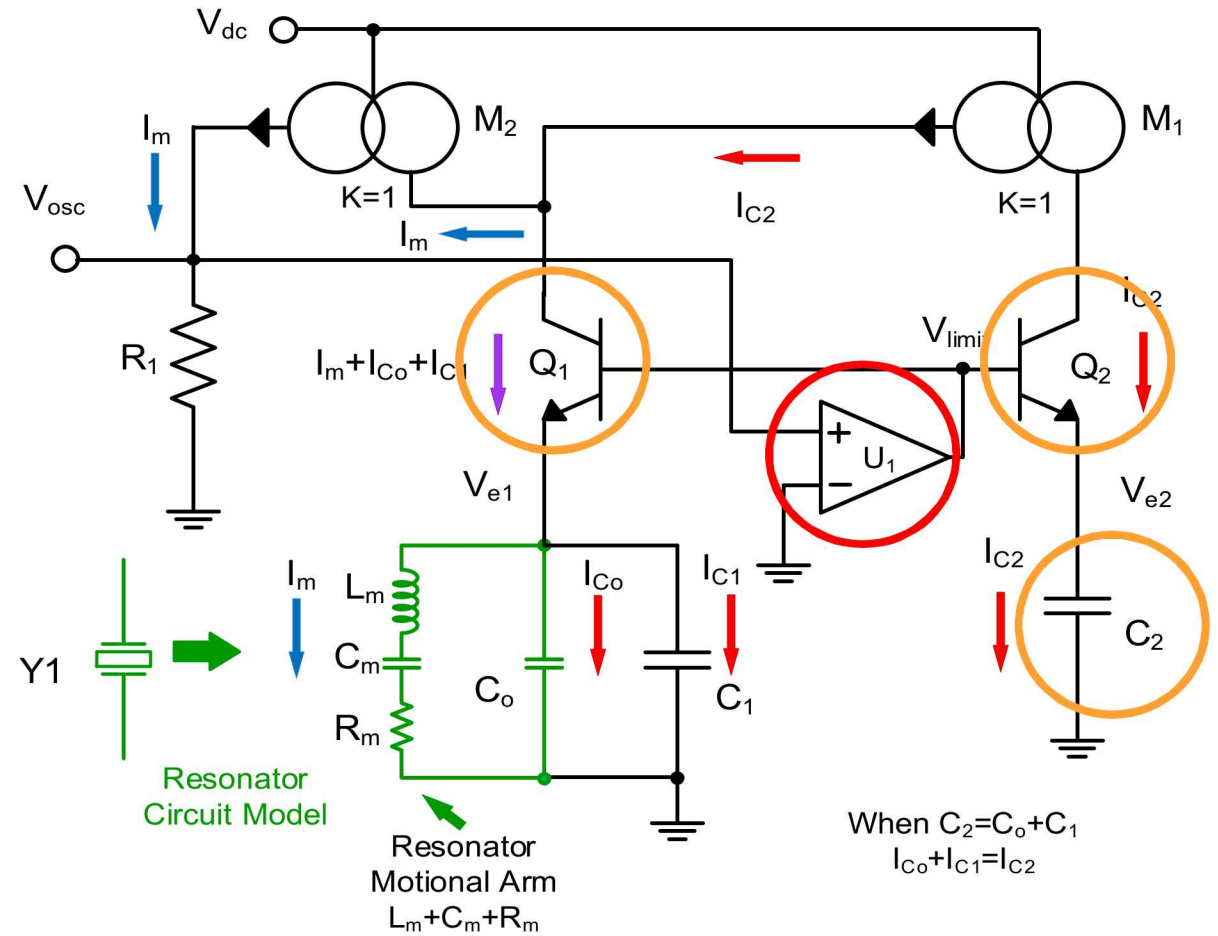 Vdc
M2
K=1
M1
K=1
Im
IC2
Vosc
Im
R1
Im+ICo+IC1
Q1
Vlimit
IC2
Q2
+
−
U1
Ve1
Ve2
Im
Lm
Cm
Rm
ICo
Co
IC1
C1
IC2
C2
Y1
Resonator
Circuit Model
Resonator
Motional Arm
Lm+Cm+Rm
When C2=Co+C1
ICo+IC1=IC2